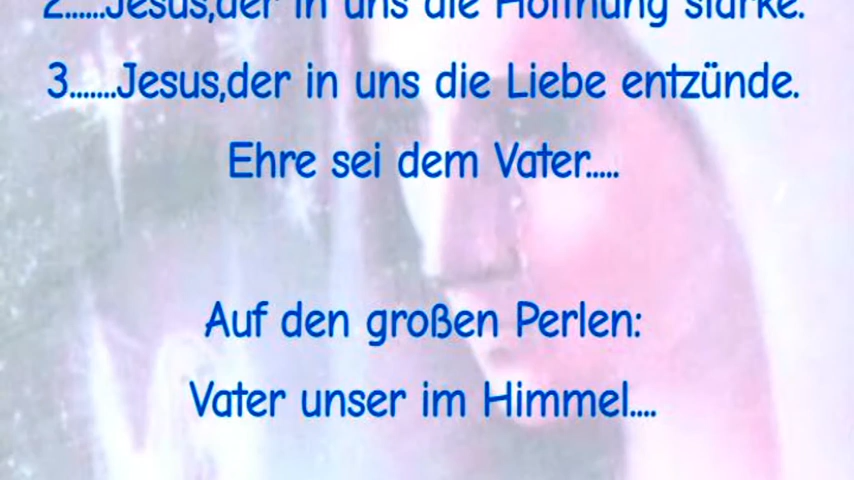 2......Jesus,der in uns die Hoffnung stärke.
3.......Jesus,der in uns die Liebe entzünde.
Ehre sei dem Vater.....
Auf den großen Perlen:
Vater unser im Himmel....